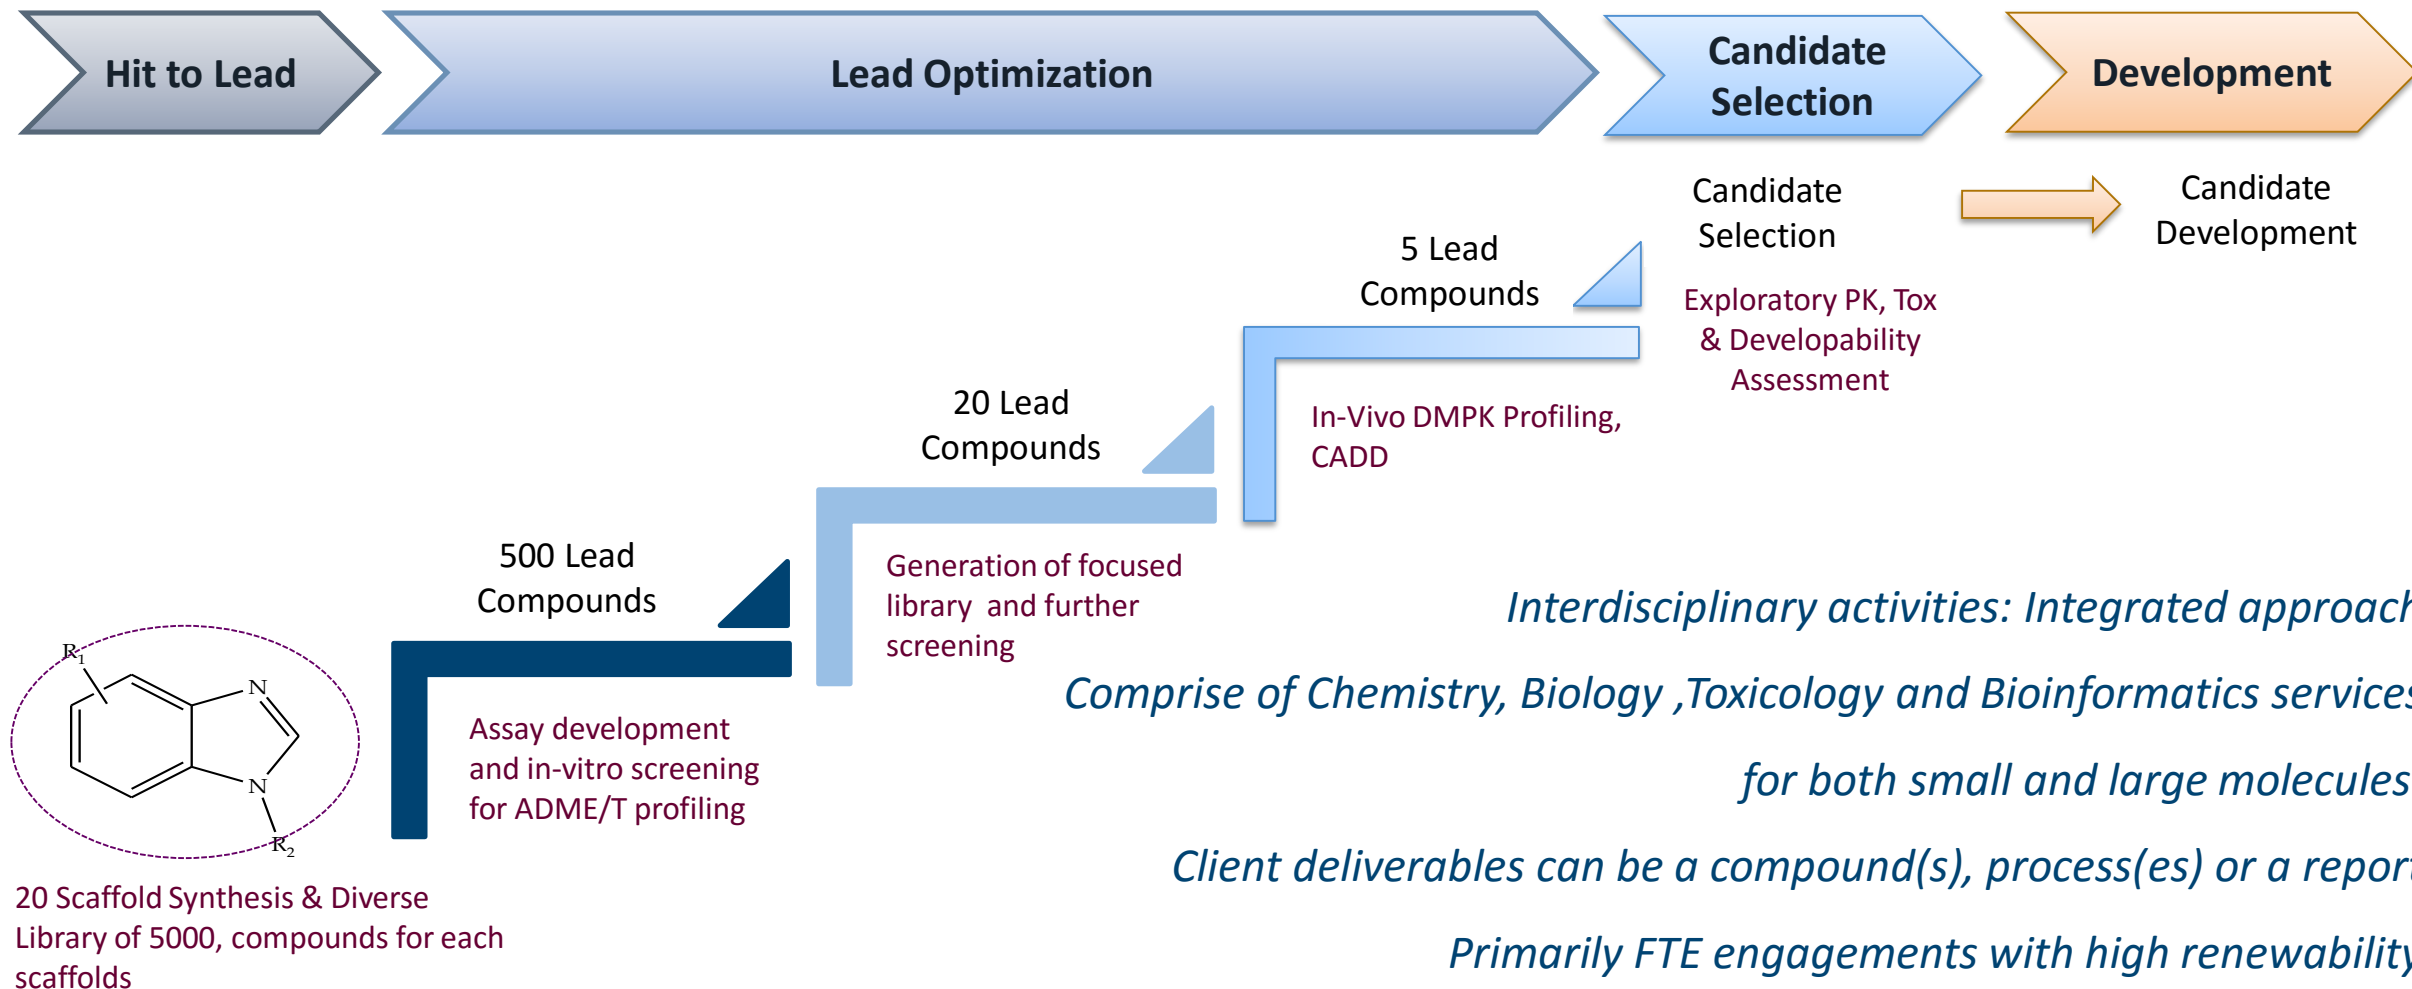 Hit to Lead
Lead Optimization
Candidate
Selection
Development
Candidate
Selection
Candidate
Development
5 Lead
Compounds
Exploratory PK, Tox
& Developability
Assessment
20 Lead
Compounds
In-Vivo DMPK Profiling,
CADD
500 Lead
Compounds
Generation of focused
library and further
screening
Assay development
and in-vitro screening
for ADME/T profiling
R1
N
N
R2
20 Scaffold Synthesis & Diverse
Library of 5000, compounds for each
scaffolds
Interdisciplinary activities: Integrated approach
Comprise of Chemistry, Biology ,Toxicology and Bioinformatics services
for both small and large molecules
Client deliverables can be a compound(s), process(es) or a report
Primarily FTE engagements with high renewability